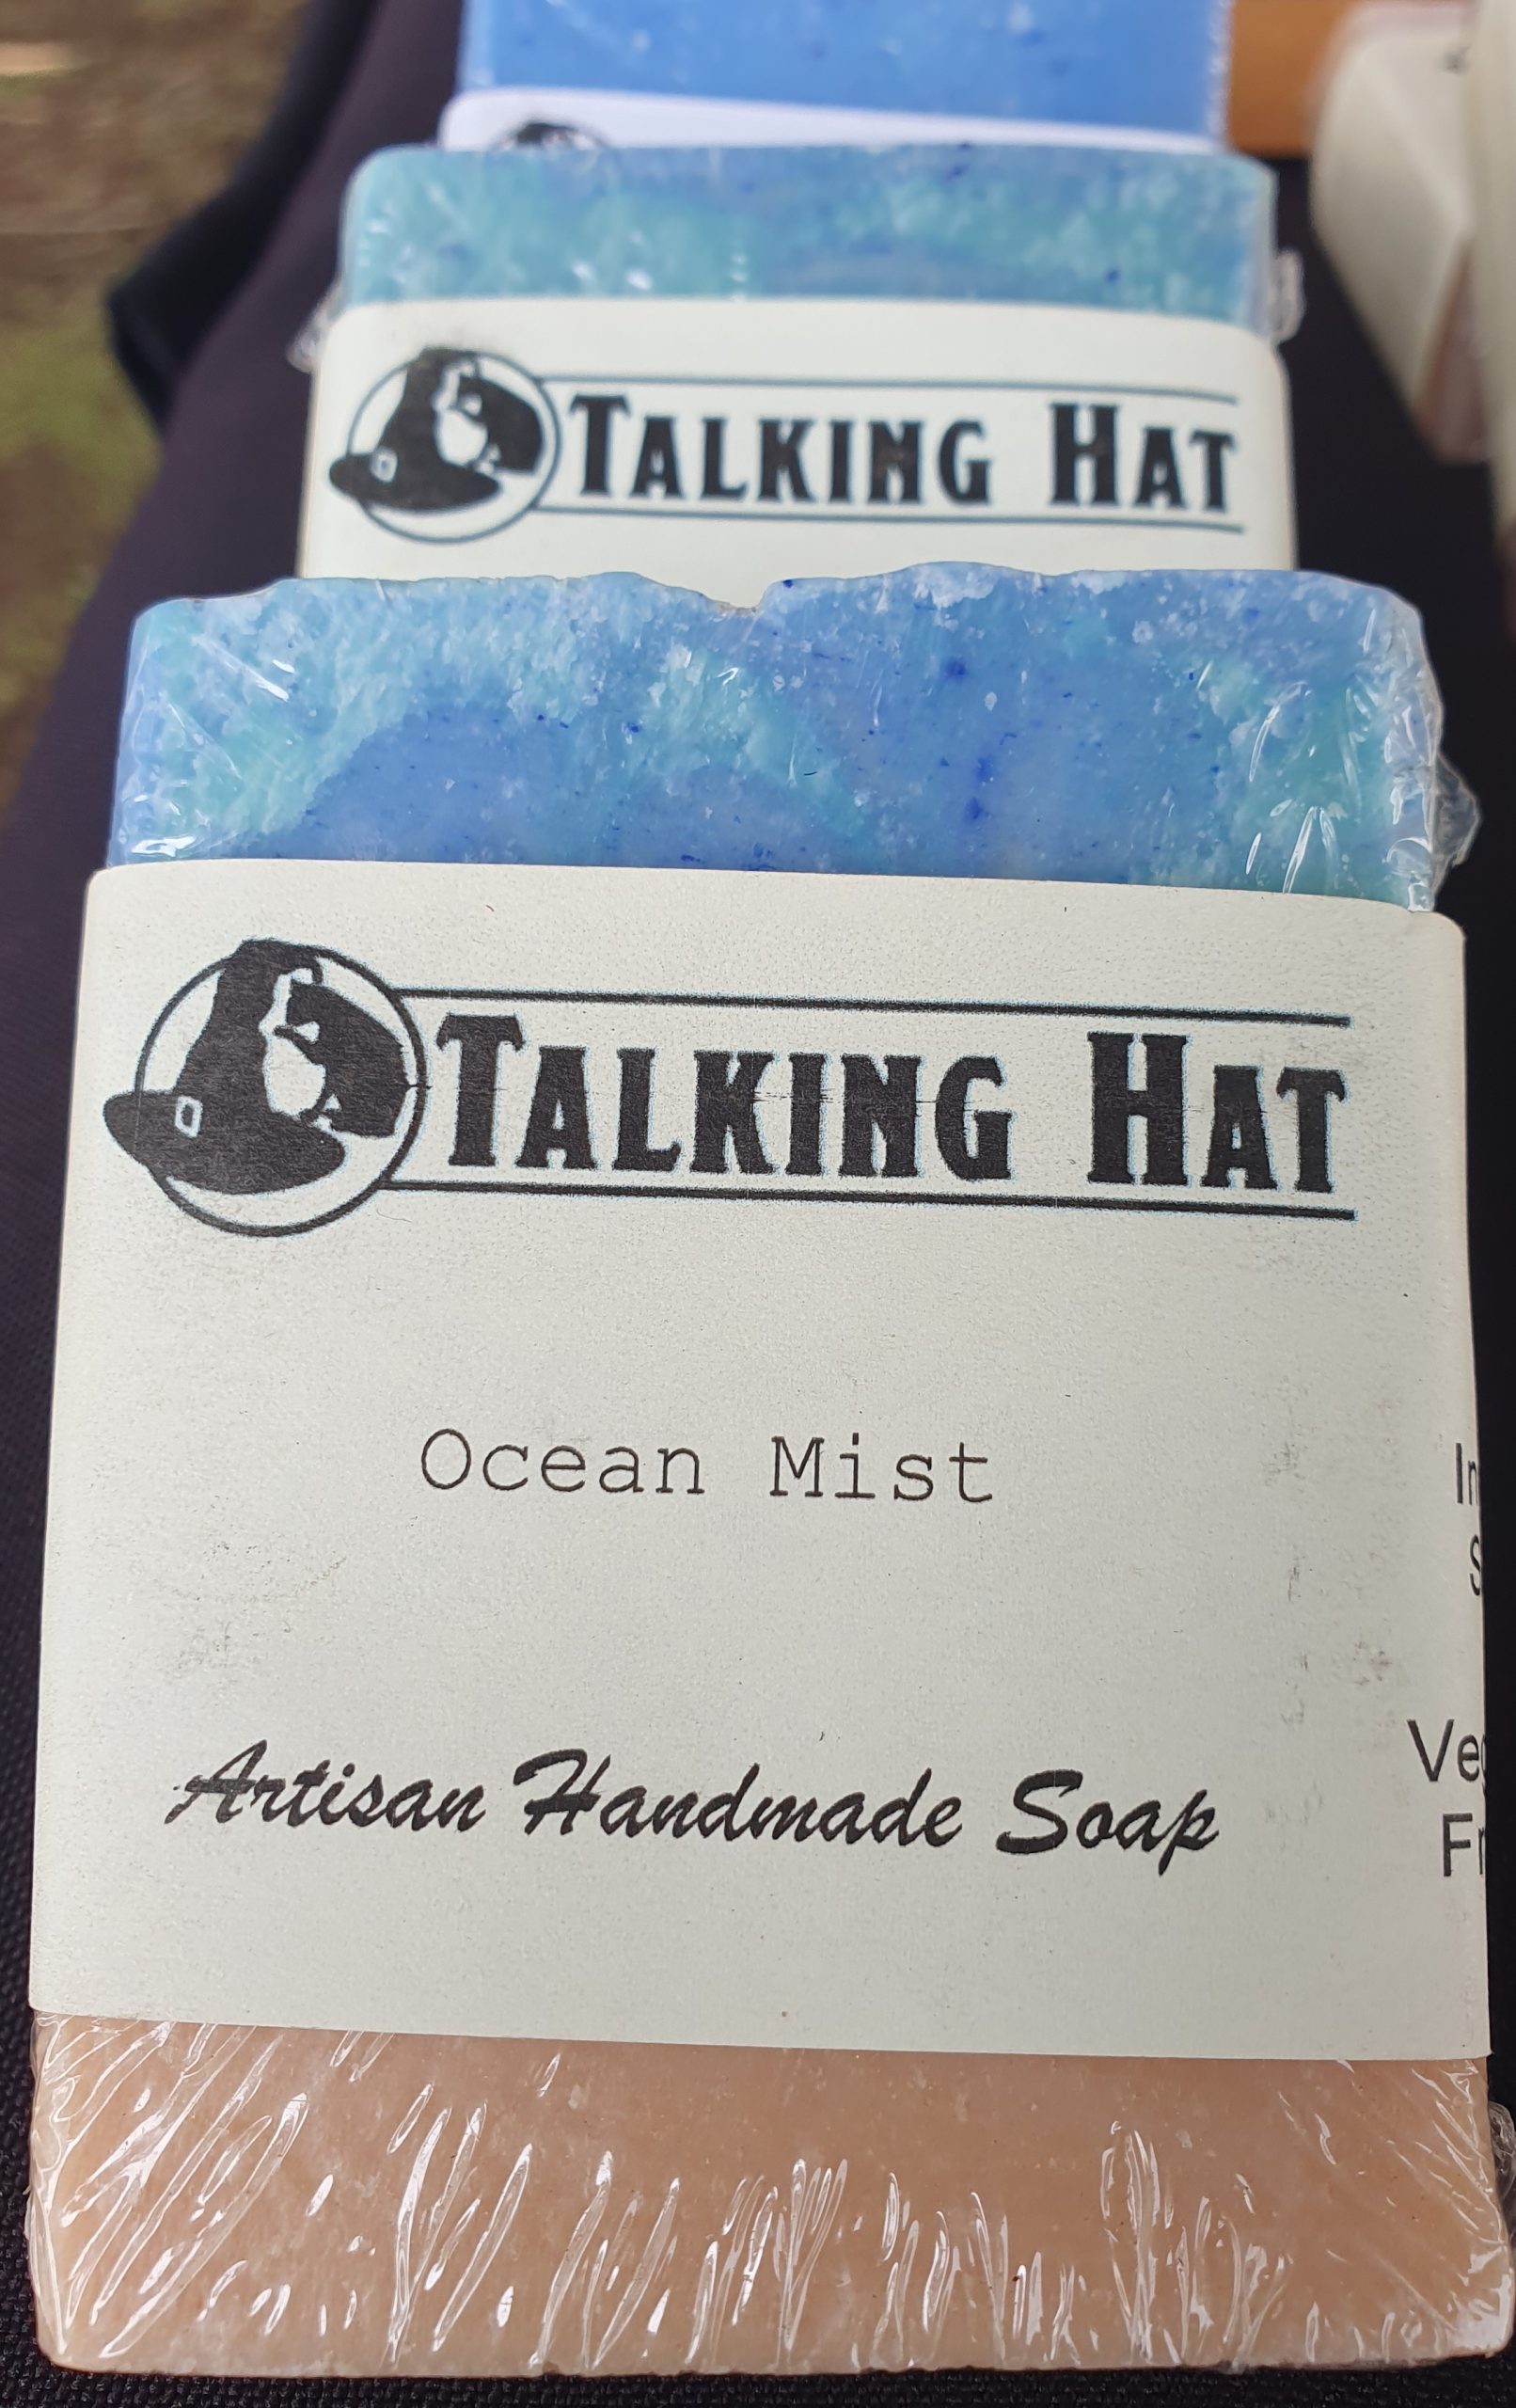 TALKING HAT
TALKING HAT
Ocean Mist
Artisan Handmade Soap